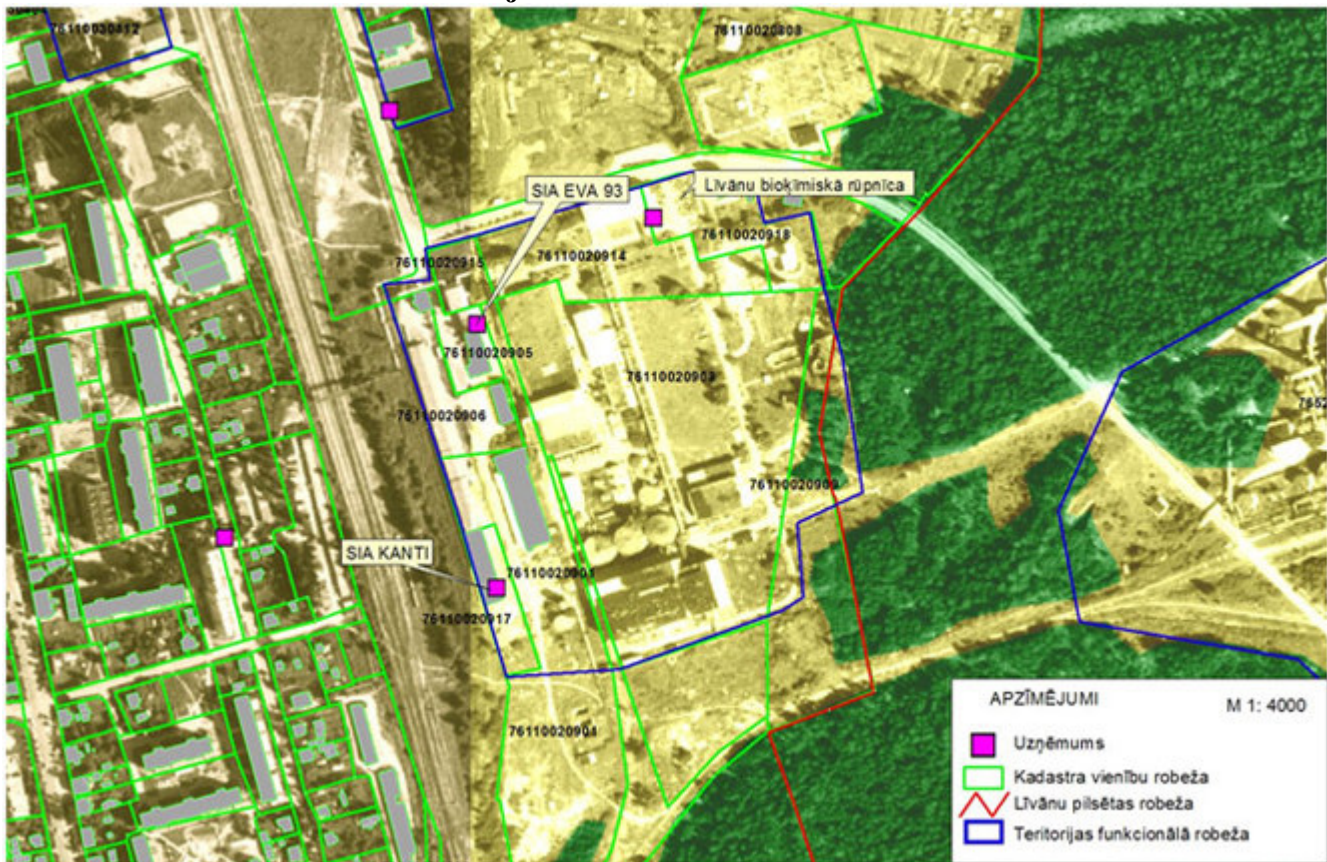 76110030412
76110020808
SIA EVA 93
Līvānu bioķīmiskā rūpnīca
76110020918
76110020915
76110020914
76110020905
76110020903
76110020906
76110020909
SIA KANTI
76110020901
76110020917
76110020904
APZĪMĒJUMI
M 1: 4000
Uzņēmums
Kadastra vienību robeža
Līvānu pilsētas robeža
Teritorijas funkcionālā robeža